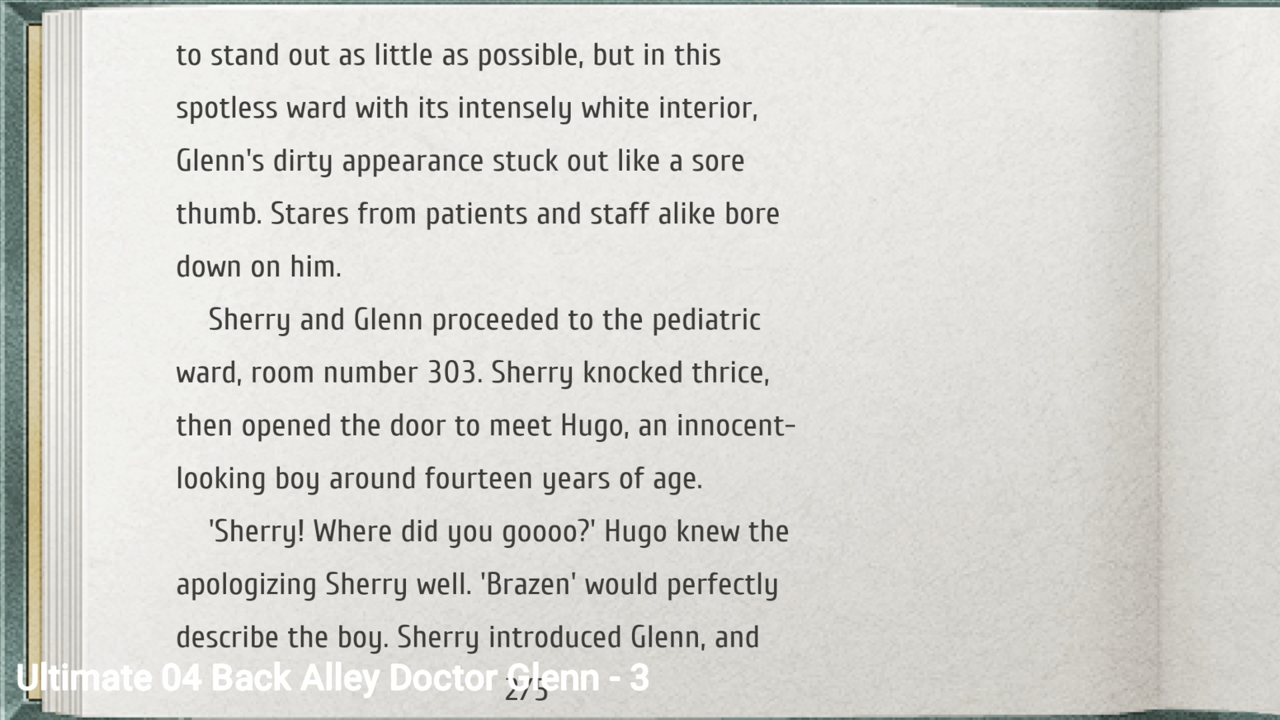 to stand out as little as possible, but in this
spotless ward with its intensely white interior,
Glenn's dirty appearance stuck out like a sore
thumb. Stares from patients and staff alike bore
down on him.
Sherry and Glenn proceeded to the pediatric
ward, room number 303. Sherry knocked thrice,
then opened the door to meet Hugo, an innocent-
looking boy around fourteen years of age.
'Sherry! Where did you goooo?' Hugo knew the
apologizing Sherry well. 'Brazen' would perfectly
describe the boy. Sherry introduced Glenn, and
Ultimate 04 Back Alley Doctor Glenn - 3
2/5